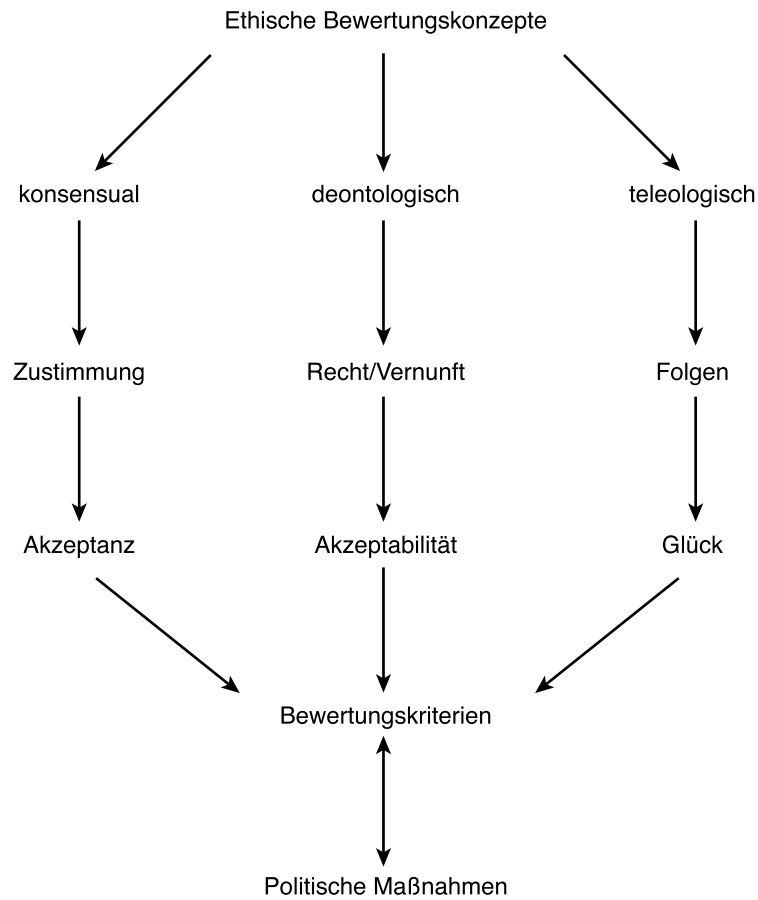 Ethische Bewertungskonzepte
konsensual
deontologisch
teleologisch
Zustimmung
Recht/Vernunft
Folgen
Akzeptanz
Akzeptabilität
Glück
Bewertungskriterien
Politische Maßnahmen